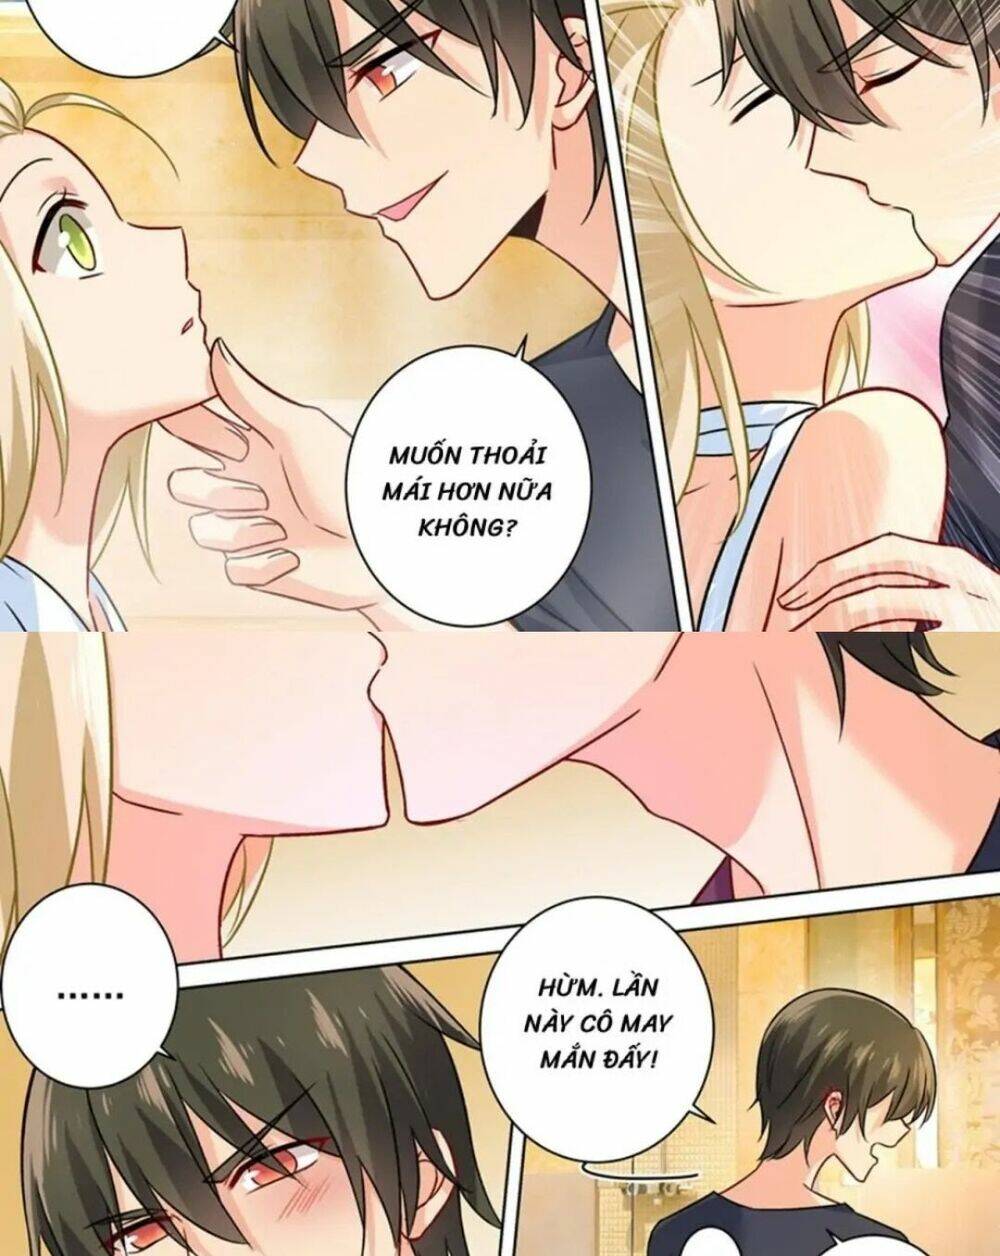 MUỐN THOẢI
MÁI HƠN NỮA
KHÔNG?
......
HỪM. LẦN
NÀY CÔ MAY
MẮN ĐẤY!